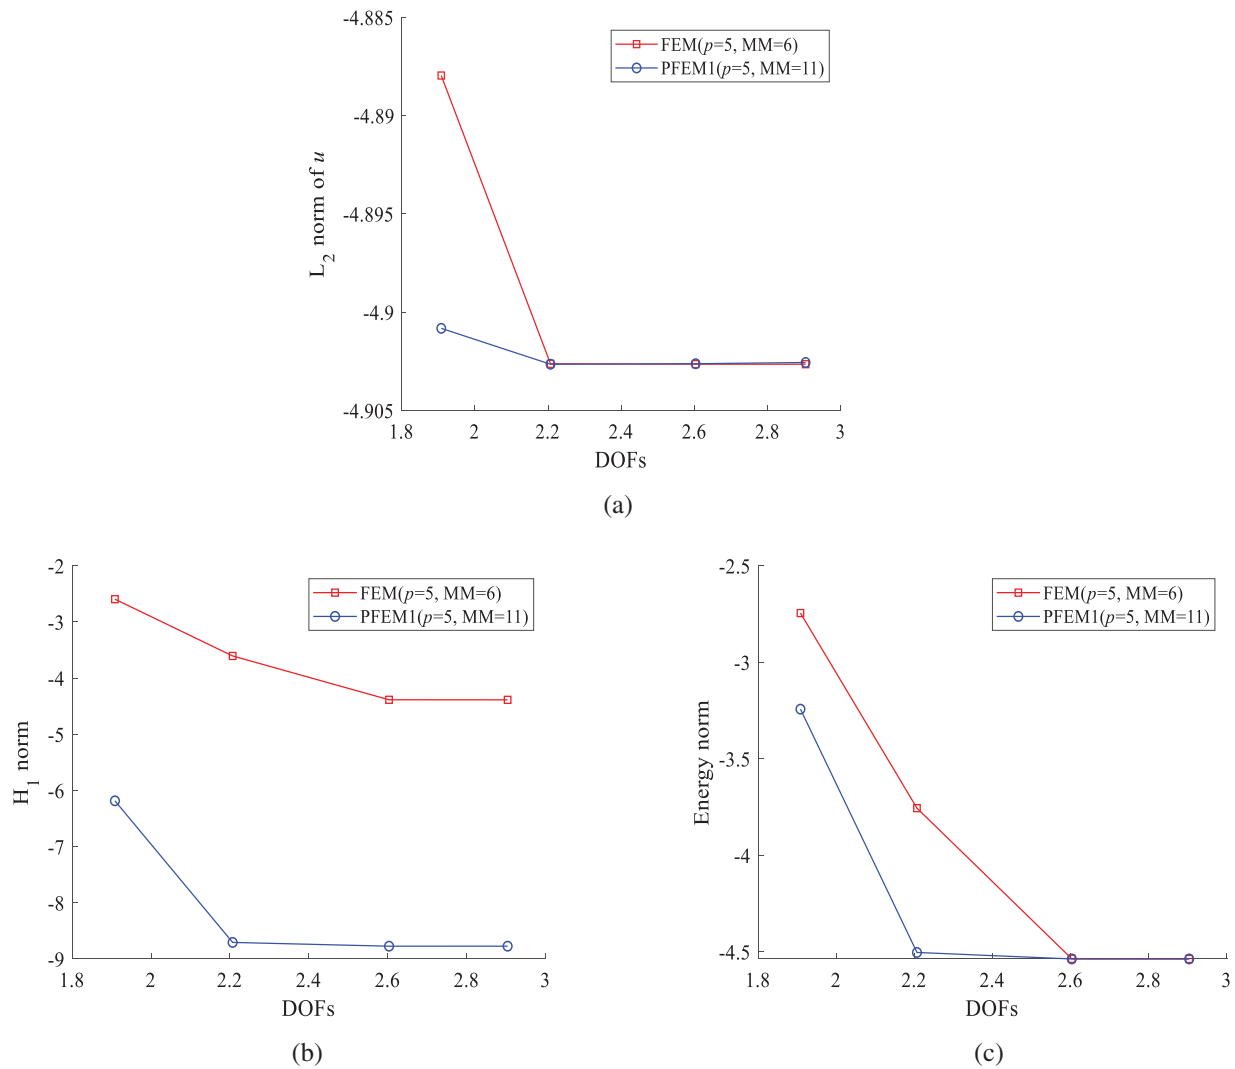 -4.885
-4.89
-4.895
-4.9
-4.905
L2 norm of u
FEM(p=5, MM=6)
PFEM1(p=5, MM=11)
1.8 2 2.2 2.4 2.6 2.8 3
DOFs
(a)
-2
-3
-4
-5
-6
-7
-8
-9
H1 norm
FEM(p=5, MM=6)
PFEM1(p=5, MM=11)
1.8 2 2.2 2.4 2.6 2.8 3
DOFs
(b)
-2.5
-3
-3.5
-4
-4.5
Energy norm
FEM(p=5, MM=6)
PFEM1(p=5, MM=11)
1.8 2 2.2 2.4 2.6 2.8 3
DOFs
(c)